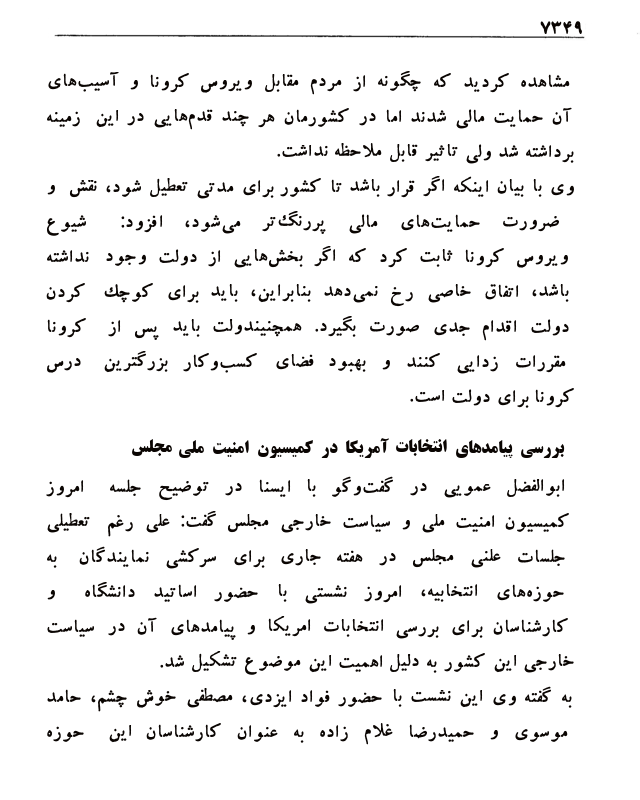 ۷۳۴۹
مشاهده کردید که چگونه از مردم مقابل ویروس کرونا و آسیب‌های
آن حمایت مالی شدند اما در کشورمان هر چند قدم‌هایی در این زمینه
برداشته شد ولی تاثیر قابل ملاحظه نداشت.
وی با بیان اینکه اگر قرار باشد تا کشور برای مدتی تعطیل شود، نقش و
ضرورت حمایت‌های مالی پررنگ‌تر می‌شود، افزود: شیوع
ویروس کرونا ثابت کرد که اگر بخش‌هایی از دولت وجود نداشته
باشد، اتفاق خاصی رخ نمی‌دهد بنابراین، باید برای کوچك کردن
دولت اقدام جدی صورت بگیرد. همچنیندولت باید پس از کرونا
مقررات زدایی کنند و بهبود فضای کسب‌وکار بزرگترین درس
کرونا برای دولت است.
بررسی پیامدهای انتخابات آمریکا در کمیسیون امنیت ملی مجلس
ابوالفضل عمویی در گفت‌وگو با ایسنا در توضیح جلسه امروز
کمیسیون امنیت ملی و سیاست خارجی مجلس گفت: علی رغم تعطیلی
جلسات علنی مجلس در هفته جاری برای سرکشی نمایندگان به
حوزه‌های انتخابیه، امروز نشستی با حضور اساتید دانشگاه و
کارشناسان برای بررسی انتخابات امریکا و پیامدهای آن در سیاست
خارجی این کشور به دلیل اهمیت این موضوع تشکیل شد.
به گفته وی این نشست با حضور فواد ایزدی، مصطفی خوش چشم، حامد
موسوی و حمیدرضا غلام زاده به عنوان کارشناسان این حوزه